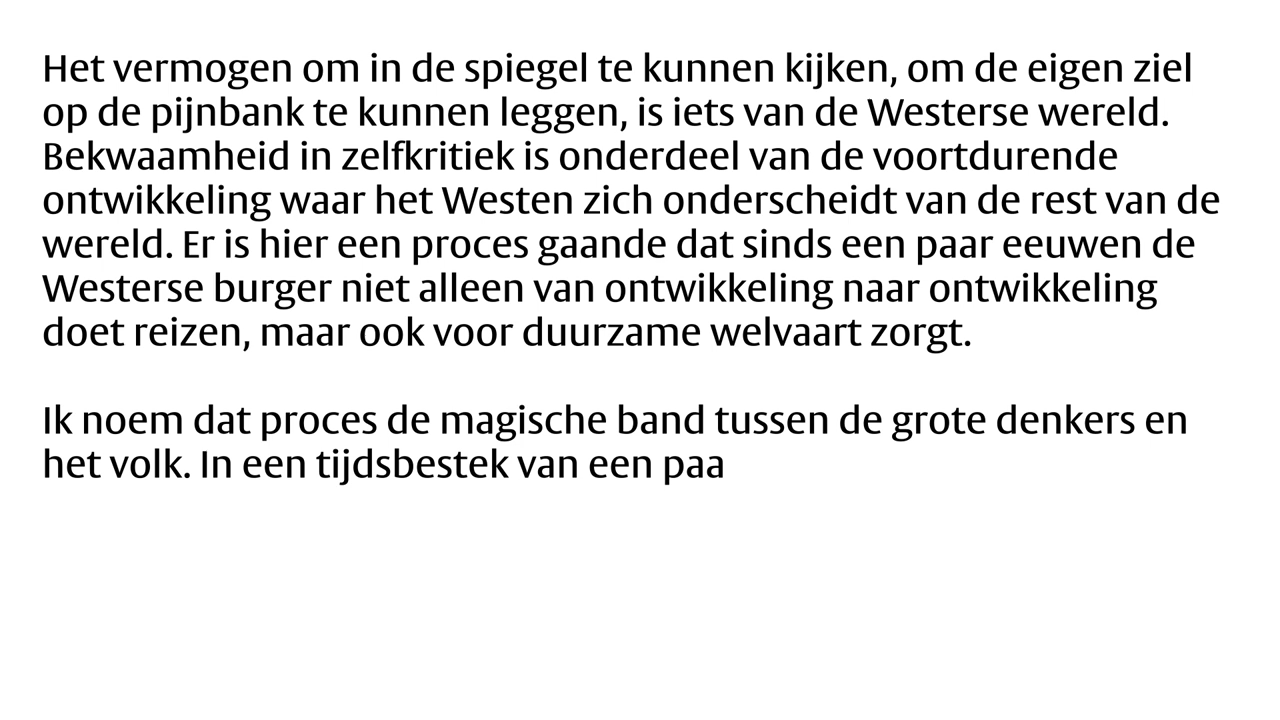 Het vermogen om in de spiegel te kunnen kijken, om de eigen ziel
op de pijnbank te kunnen leggen, is iets van de Westerse wereld.
Bekwaamheid in zelfkritiek is onderdeel van de voortdurende
ontwikkeling waar het Westen zich onderscheidt van de rest van de
wereld. Er is hier een proces gaande dat sinds een paar eeuwen de
Westerse burger niet alleen van ontwikkeling naar ontwikkeling
doet reizen, maar ook voor duurzame welvaart zorgt.

Ik noem dat proces de magische band tussen de grote denkers en
het volk. In een tijdsbestek van een paa